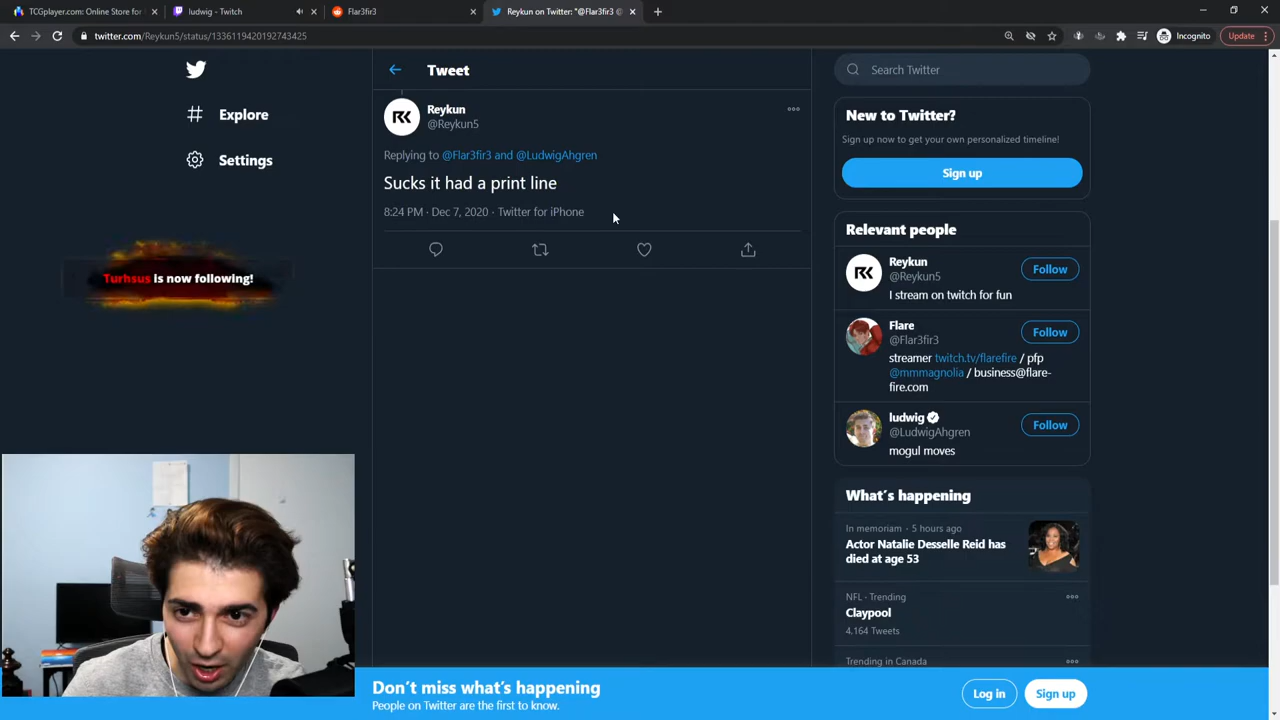 TCGplayer.com: Online Store for
ludwig - Twitch
Flar3fir3
Reykun on Twitter: "@Flar3fir3 @
twitter.com/Reykun5/status/1336119420192743425
Incognito
Update
Explore
Settings
Turhsus is now following!
Tweet
RK
Reykun
@Reykun5
Replying to @Flar3fir3 and @LudwigAhgren
Sucks it had a print line
8:24 PM · Dec 7, 2020 · Twitter for iPhone
Search Twitter
New to Twitter?
Sign up now to get your own personalized timeline!
Sign up
Relevant people
RK
Reykun
@Reykun5
Follow
I stream on twitch for fun
Flare
@Flar3fir3
Follow
streamer twitch.tv/flarefire / pfp
@mmmagnolia / business@flare-
fire.com
ludwig
@LudwigAhgren
Follow
mogul moves
What's happening
In memoriam · 5 hours ago
Actor Natalie Desselle Reid has
died at age 53
NFL · Trending
Claypool
4,164 Tweets
Trending in Canada
Don't miss what's happening
People on Twitter are the first to know.
Log in
Sign up